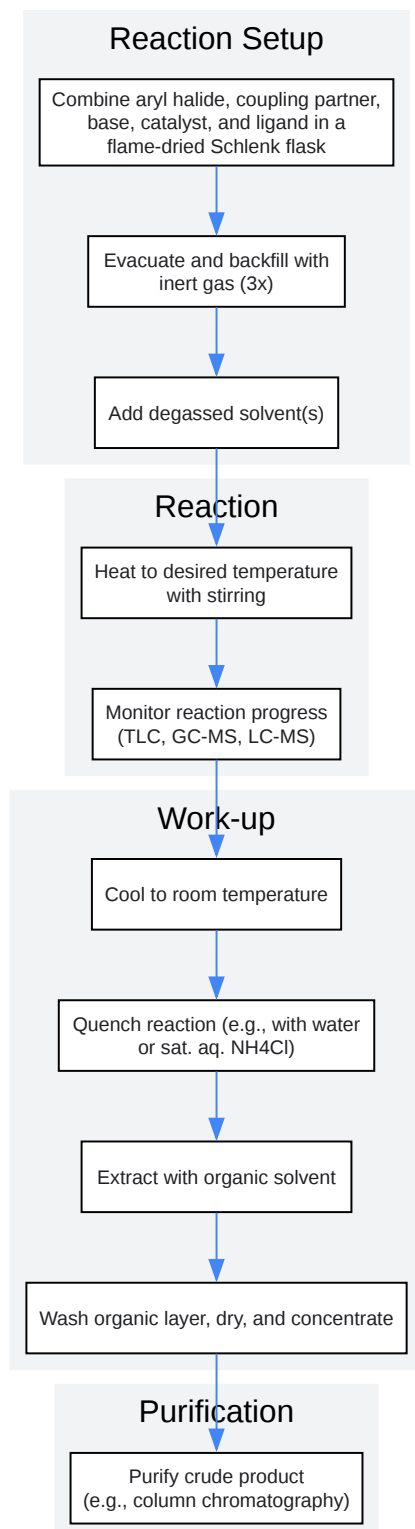 Reaction Setup
Combine aryl halide, coupling partner,
base, catalyst, and ligand in a
flame-dried Schlenk flask
Evacuate and backfill with
inert gas (3x)
Add degassed solvent(s)
Reaction
Heat to desired temperature
with stirring
Monitor reaction progress
(TLC, GC-MS, LC-MS)
Work-up
Cool to room temperature
Quench reaction (e.g., with water
or sat. aq. NH4Cl)
Extract with organic solvent
Wash organic layer, dry, and concentrate
Purification
Purify crude product
(e.g., column chromatography)